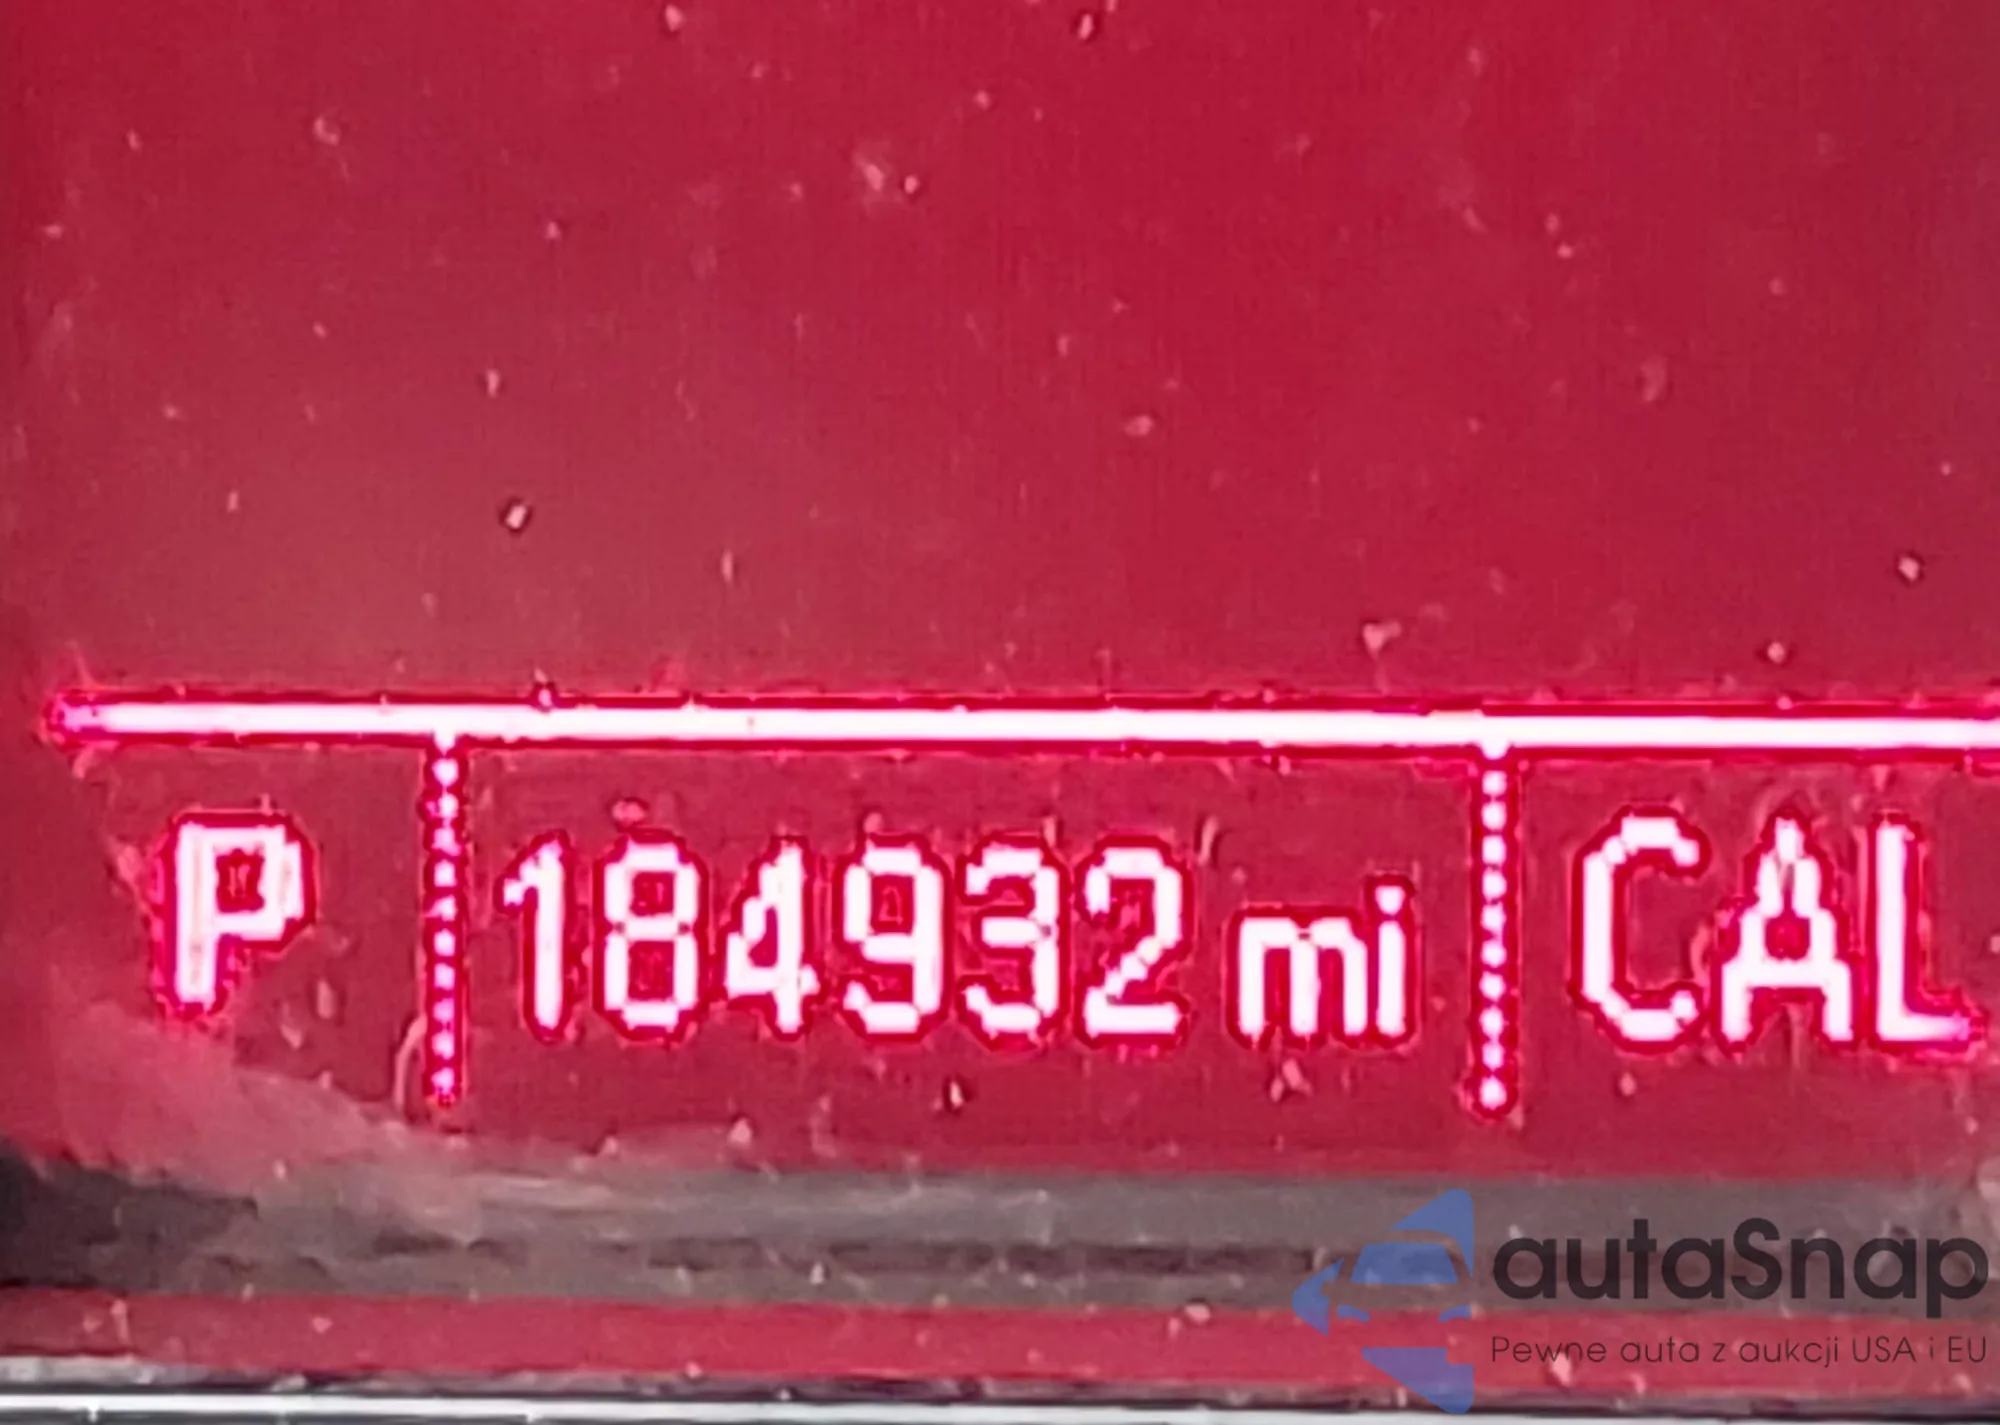 P 184932 mi CAL
autaSnap
Pewne auta z aukcji USA i EU